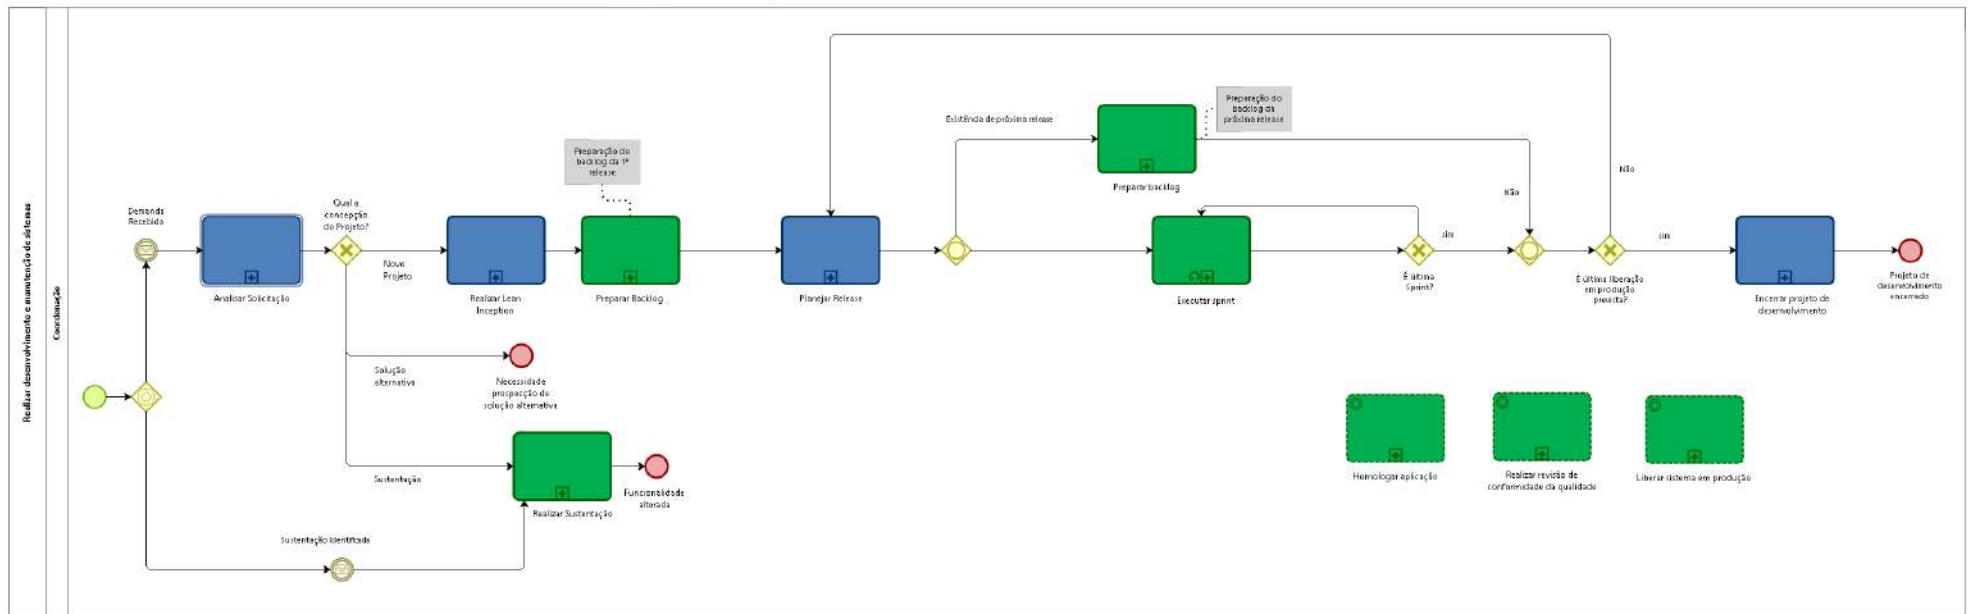 Realizar desenvolvimento e manutenção de sistemas
Coordenação
Demanda
Recebida
Analisar Solicitação
Qual a
concepção
do Projeto?
Novo
Projeto
Realizar Lean
Inception
Preparação do
backlog da 1ª
release
Preparar Backlog
Planejar Release
Existência de próxima release
Preparar backlog
Preparação do
backlog da
próxima release
Executar sprint
É última
Sprint?
sim
Não
É última liberação
em produção
prevista?
Não
sim
Encerrar projeto de
desenvolvimento
Projeto de
desenvolvimento
encerrado
Solução
alternativa
Necessidade
prospecção de
solução alternativa
Sustentação
Realizar Sustentação
Funcionalidade
alterada
Sustentação Identificada
Homologar aplicação
Realizar revisão de
conformidade da qualidade
Liberar sistema em produção